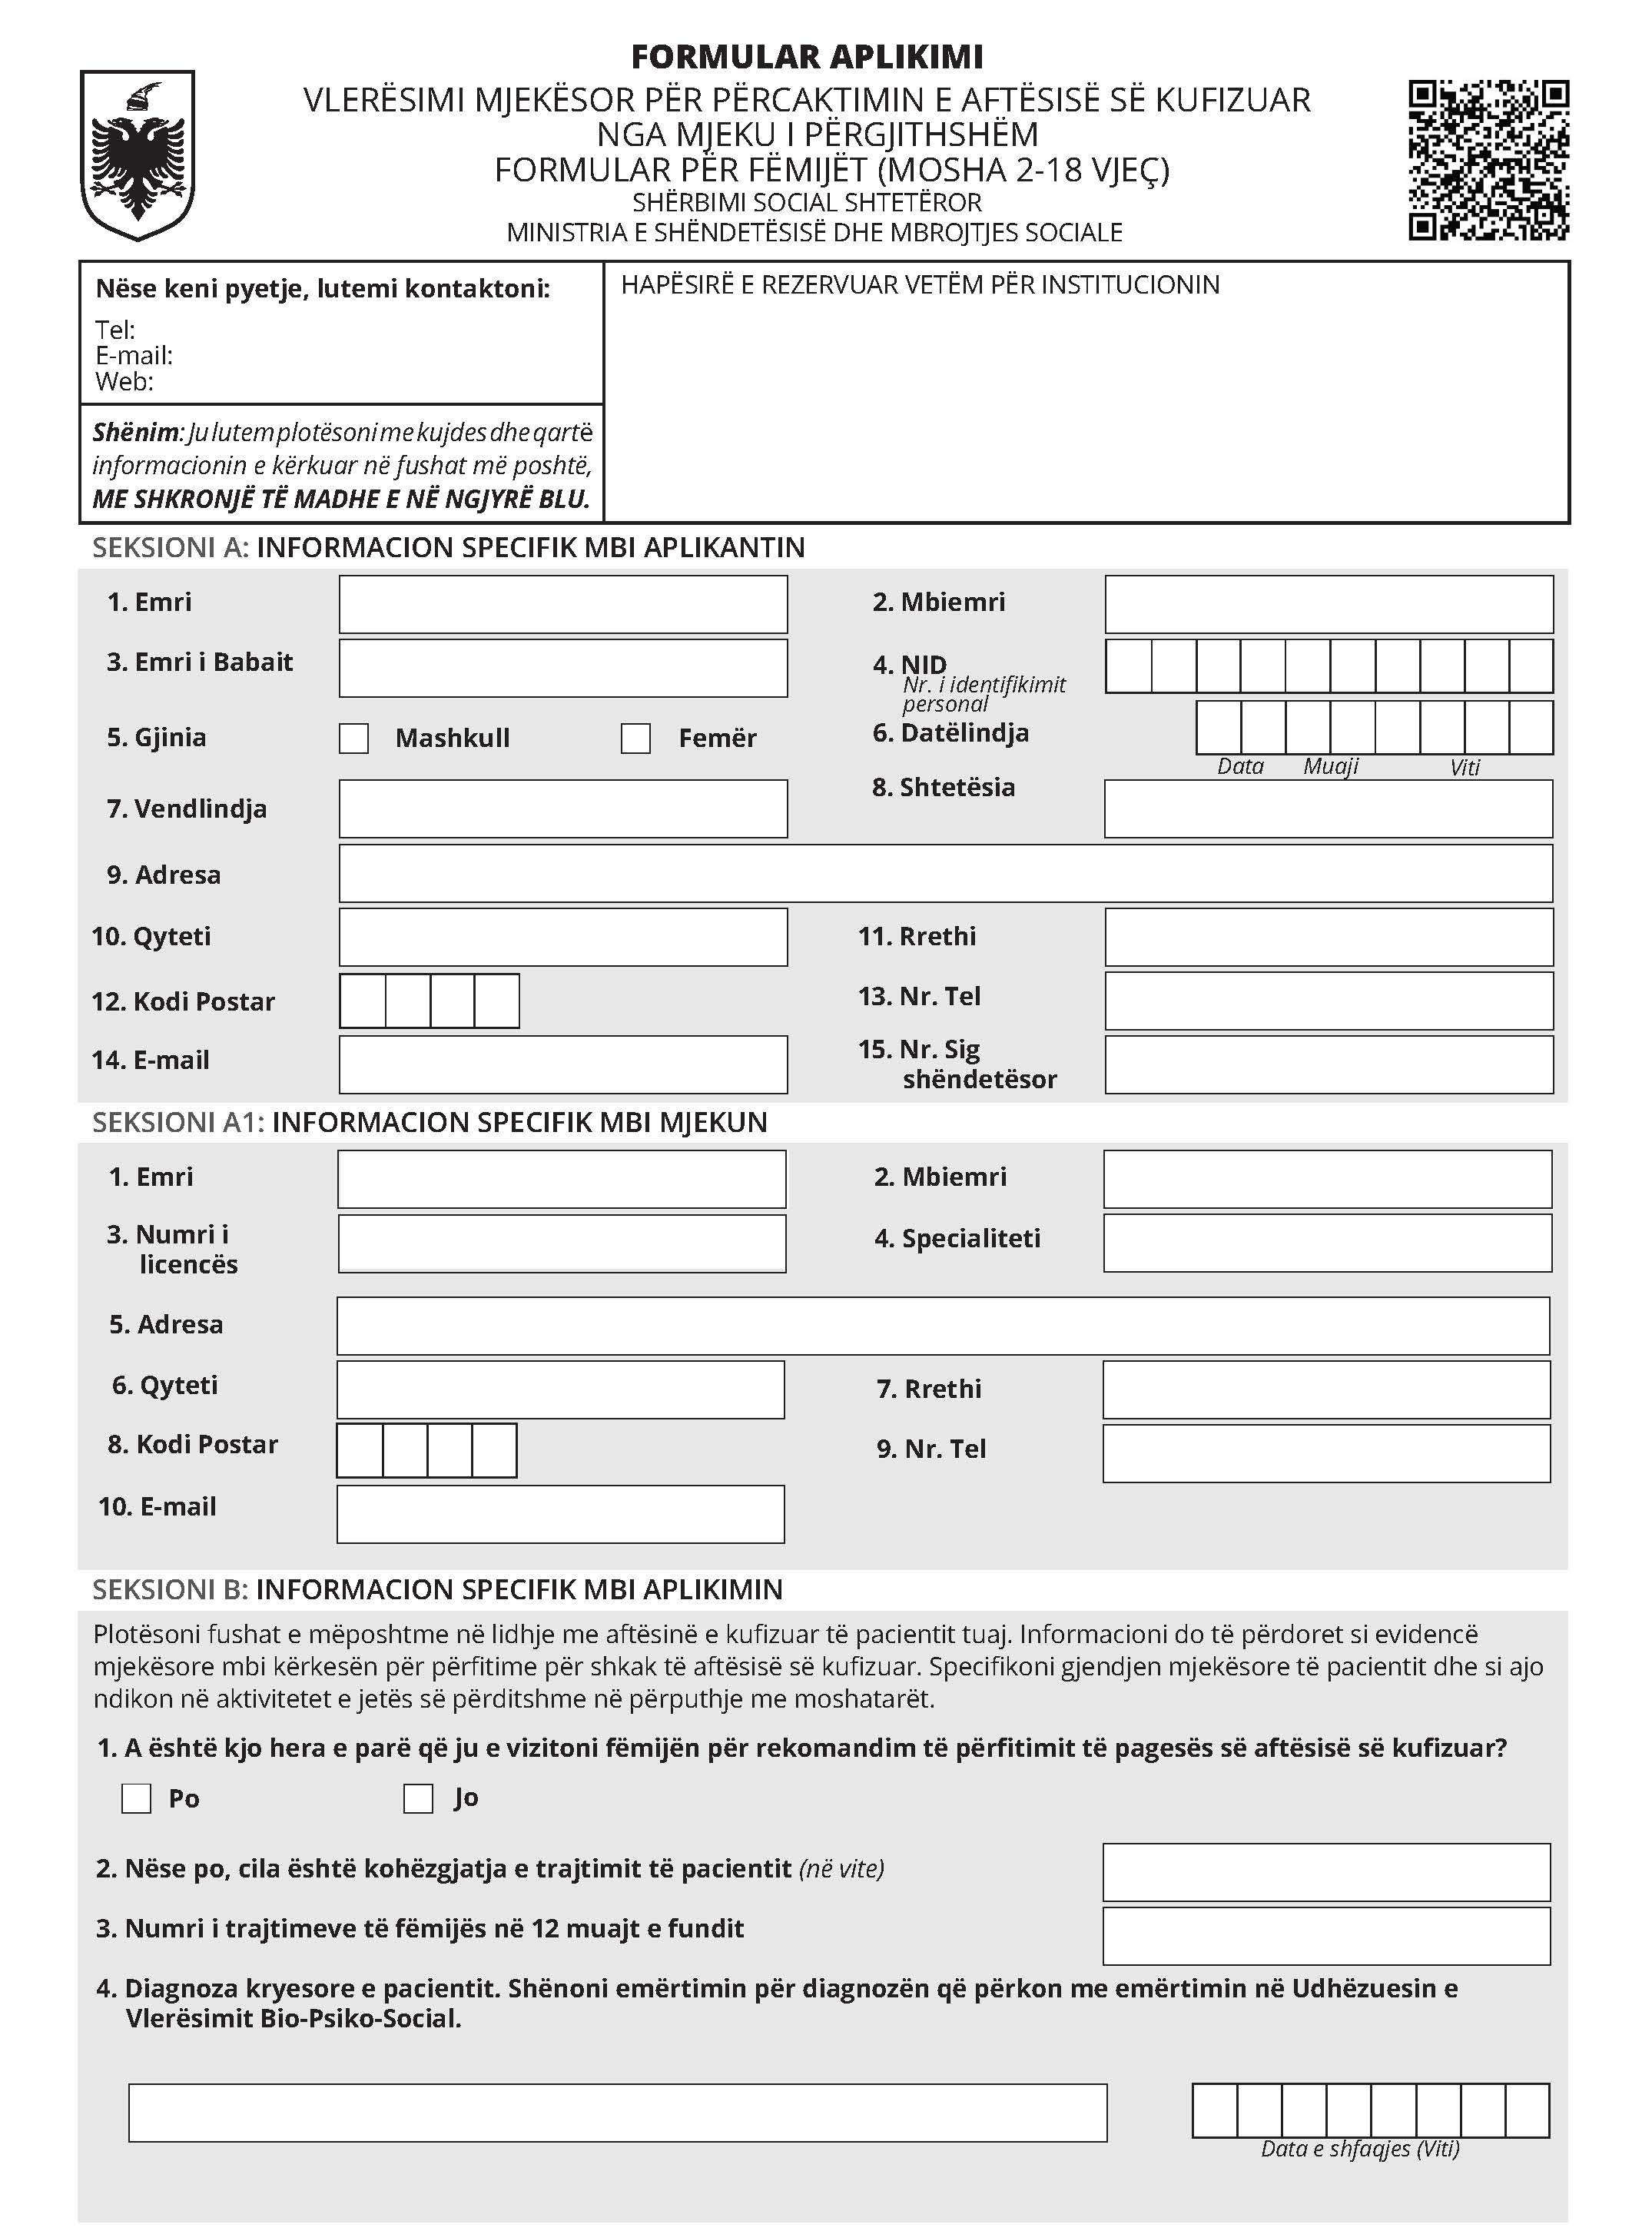 FORMULAR APLIKIMI
VLERËSIMI MJEKËSOR PËR PËRCAKTIMIN E AFTËSISË SË KUFIZUAR
NGA MJEKU I PËRGJITHSHËM
FORMULAR PËR FËMIJËT (MOSHA 2-18 VJEÇ)
SHËRBIMI SOCIAL SHTETËROR
MINISTRIA E SHËNDETËSISË DHE MBROJTJES SOCIALE
Nëse keni pyetje, lutemi kontaktoni:
Tel:
E-mail:
Web:
HAPËSIRË E REZERVUAR VETËM PËR INSTITUCIONIN
Shënim: Ju lutem plotësoni me kujdes dhe qartë
informacionin e kërkuar në fushat më poshtë,
ME SHKRONJË TË MADHE E NË NGJYRË BLU.
SEKSIONI A: INFORMACION SPECIFIK MBI APLIKANTIN
1. Emri
2. Mbiemri
3. Emri i Babait
4. NID
Nr. i identifikimit
personal
5. Gjinia Mashkull Femër
6. Datëlindja
Data Muaji Viti
7. Vendlindja
8. Shtetësia
9. Adresa
10. Qyteti
11. Rrethi
12. Kodi Postar
13. Nr. Tel
14. E-mail
15. Nr. Sig
shëndetësor
SEKSIONI A1: INFORMACION SPECIFIK MBI MJEKUN
1. Emri
2. Mbiemri
3. Numri i
licencës
4. Specialiteti
5. Adresa
6. Qyteti
7. Rrethi
8. Kodi Postar
9. Nr. Tel
10. E-mail
SEKSIONI B: INFORMACION SPECIFIK MBI APLIKIMIN
Plotësoni fushat e mëposhtme në lidhje me aftësinë e kufizuar të pacientit tuaj. Informacioni do të përdoret si evidencë
mjekësore mbi kërkesën për përfitime për shkak të aftësisë së kufizuar. Specifikoni gjendjen mjekësore të pacientit dhe si ajo
ndikon në aktivitetet e jetës së përditshme në përputhje me moshatarët.
1. A është kjo hera e parë që ju e vizitoni fëmijën për rekomandim të përfitimit të pagesës së aftësisë së kufizuar?
Po Jo
2. Nëse po, cila është kohëzgjatja e trajtimit të pacientit (në vite)
3. Numri i trajtimeve të fëmijës në 12 muajt e fundit
4. Diagnoza kryesore e pacientit. Shënoni emërtimin për diagnozën që përkon me emërtimin në Udhëzuesin e
Vlerësimit Bio-Psiko-Social.
Data e shfaqjes (Viti)